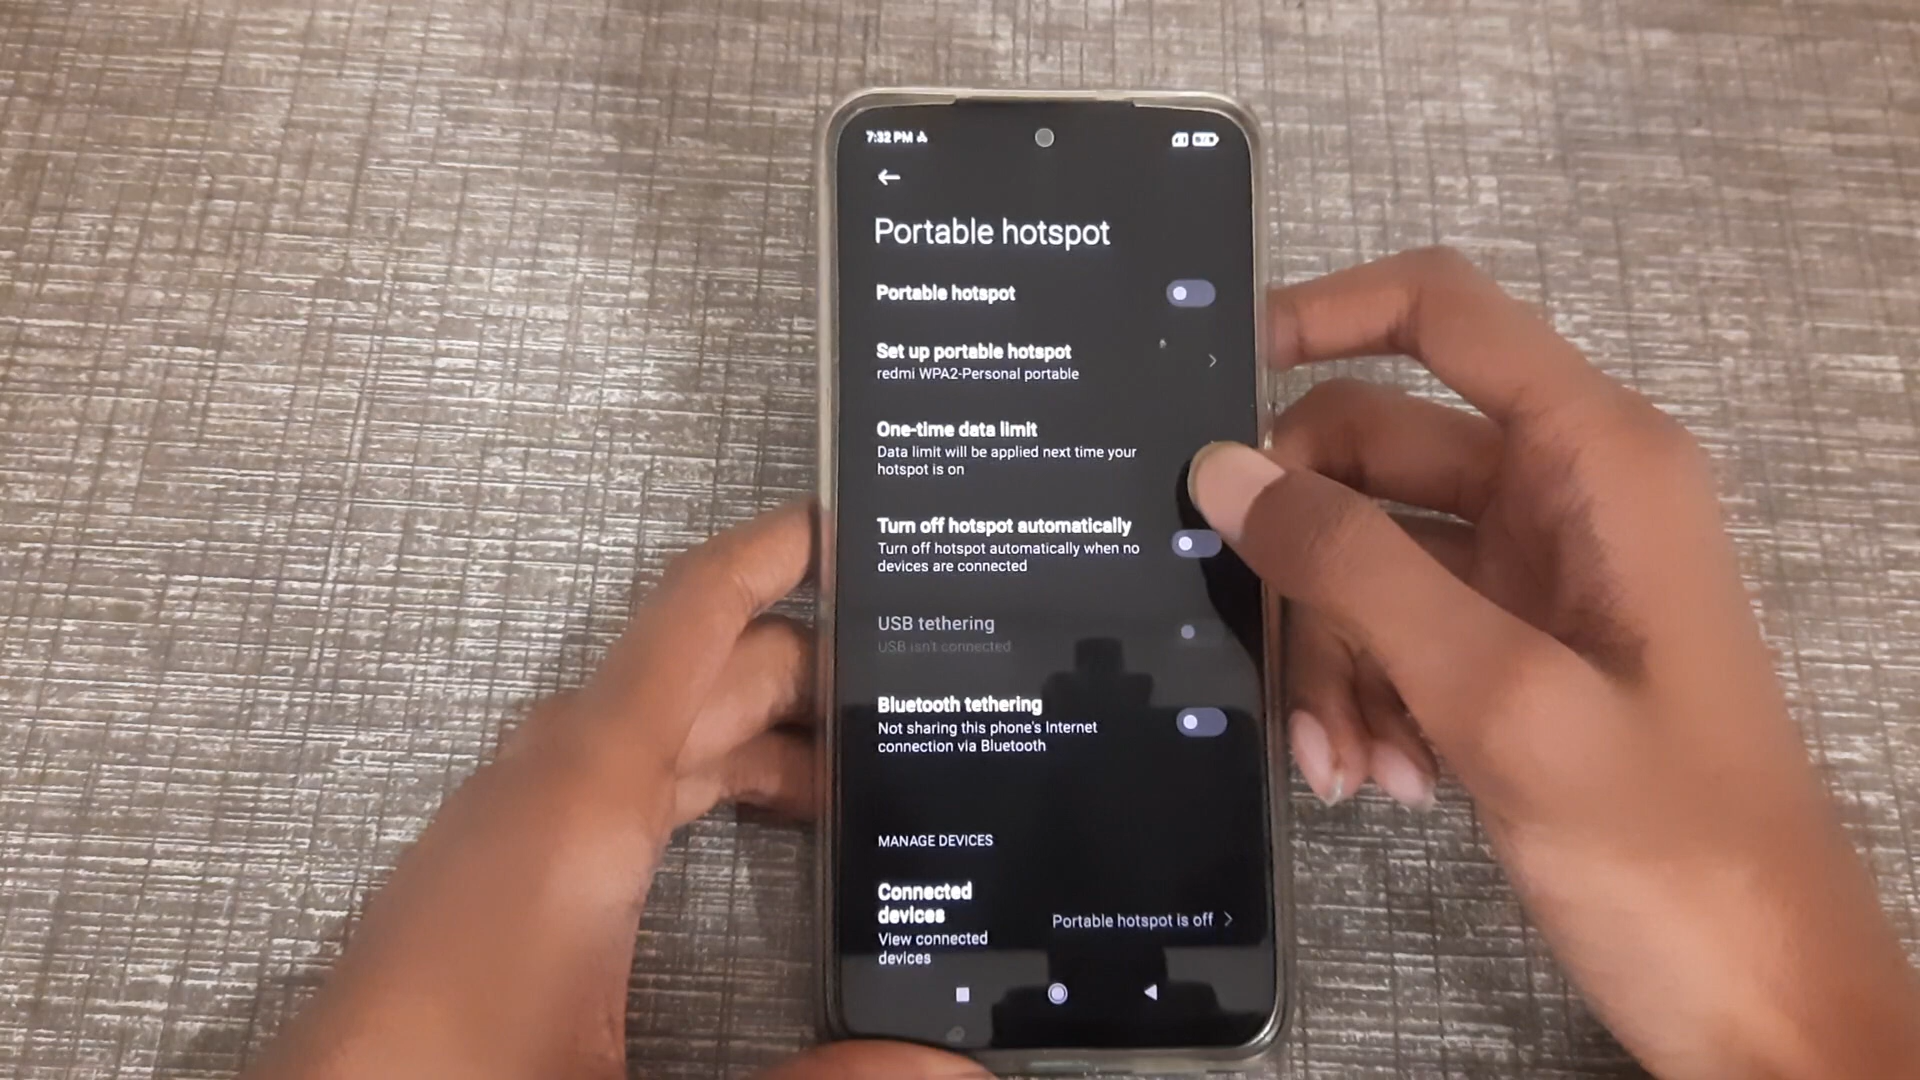 7:32 PM
Portable hotspot
Portable hotspot
Set up portable hotspot
redmi WPA2-Personal portable
One-time data limit
Data limit will be applied next time your
hotspot is on
Turn off hotspot automatically
Turn off hotspot automatically when no
devices are connected
USB tethering
USB isn't connected
Bluetooth tethering
Not sharing this phone's Internet
connection via Bluetooth
MANAGE DEVICES
Connected
devices
Portable hotspot is off
View connected
devices